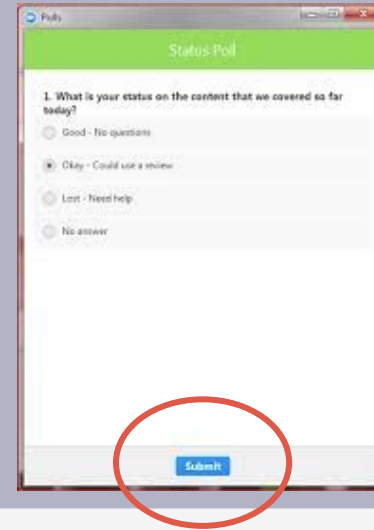 Polls
Status Poll
1. What is your status on the content that we covered so far
today?
Good - No questions
Okay - Could use a review
Lost - Need help
No answer
Submit